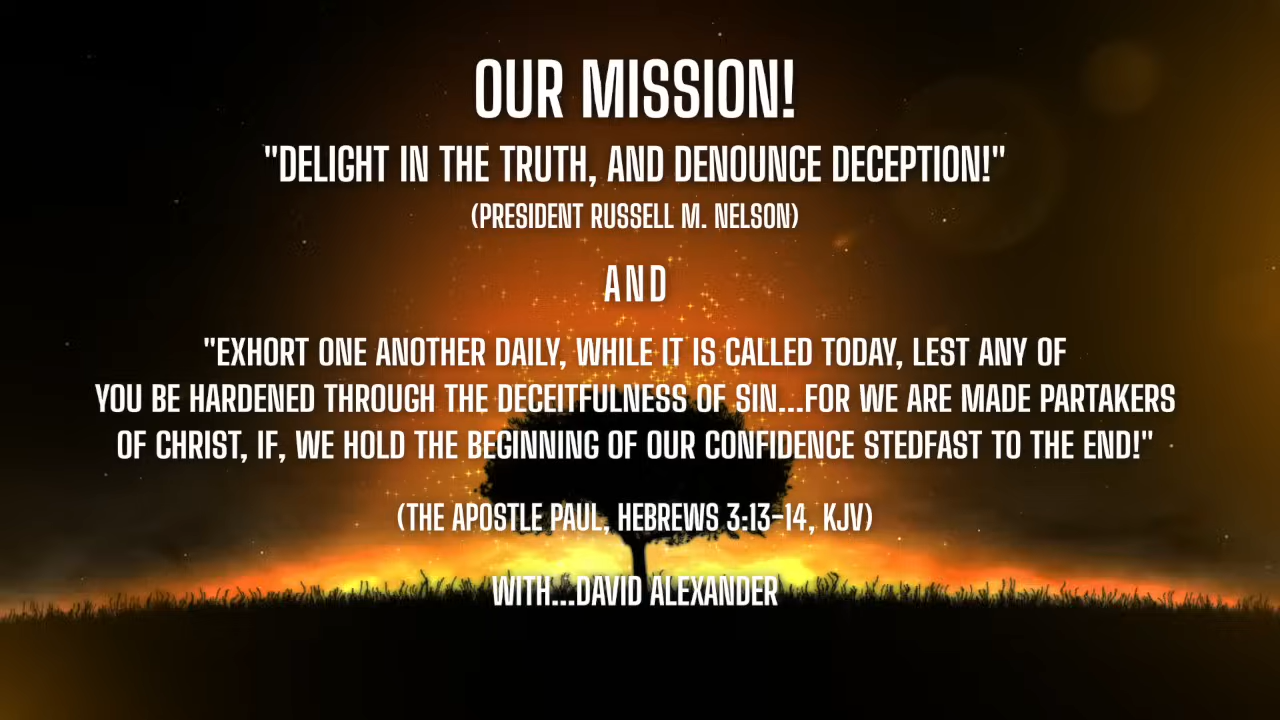 OUR MISSION!
"DELIGHT IN THE TRUTH, AND DENOUNCE DECEPTION!"
(PRESIDENT RUSSELL M. NELSON)
AND
"EXHORT ONE ANOTHER DAILY, WHILE IT IS CALLED TODAY, LEST ANY OF
YOU BE HARDENED THROUGH THE DECEITFULNESS OF SIN...FOR WE ARE MADE PARTAKERS
OF CHRIST, IF, WE HOLD THE BEGINNING OF OUR CONFIDENCE STEDFAST TO THE END!"
(THE APOSTLE PAUL, HEBREWS 3:13-14, KJV)
WITH...DAVID ALEXANDER